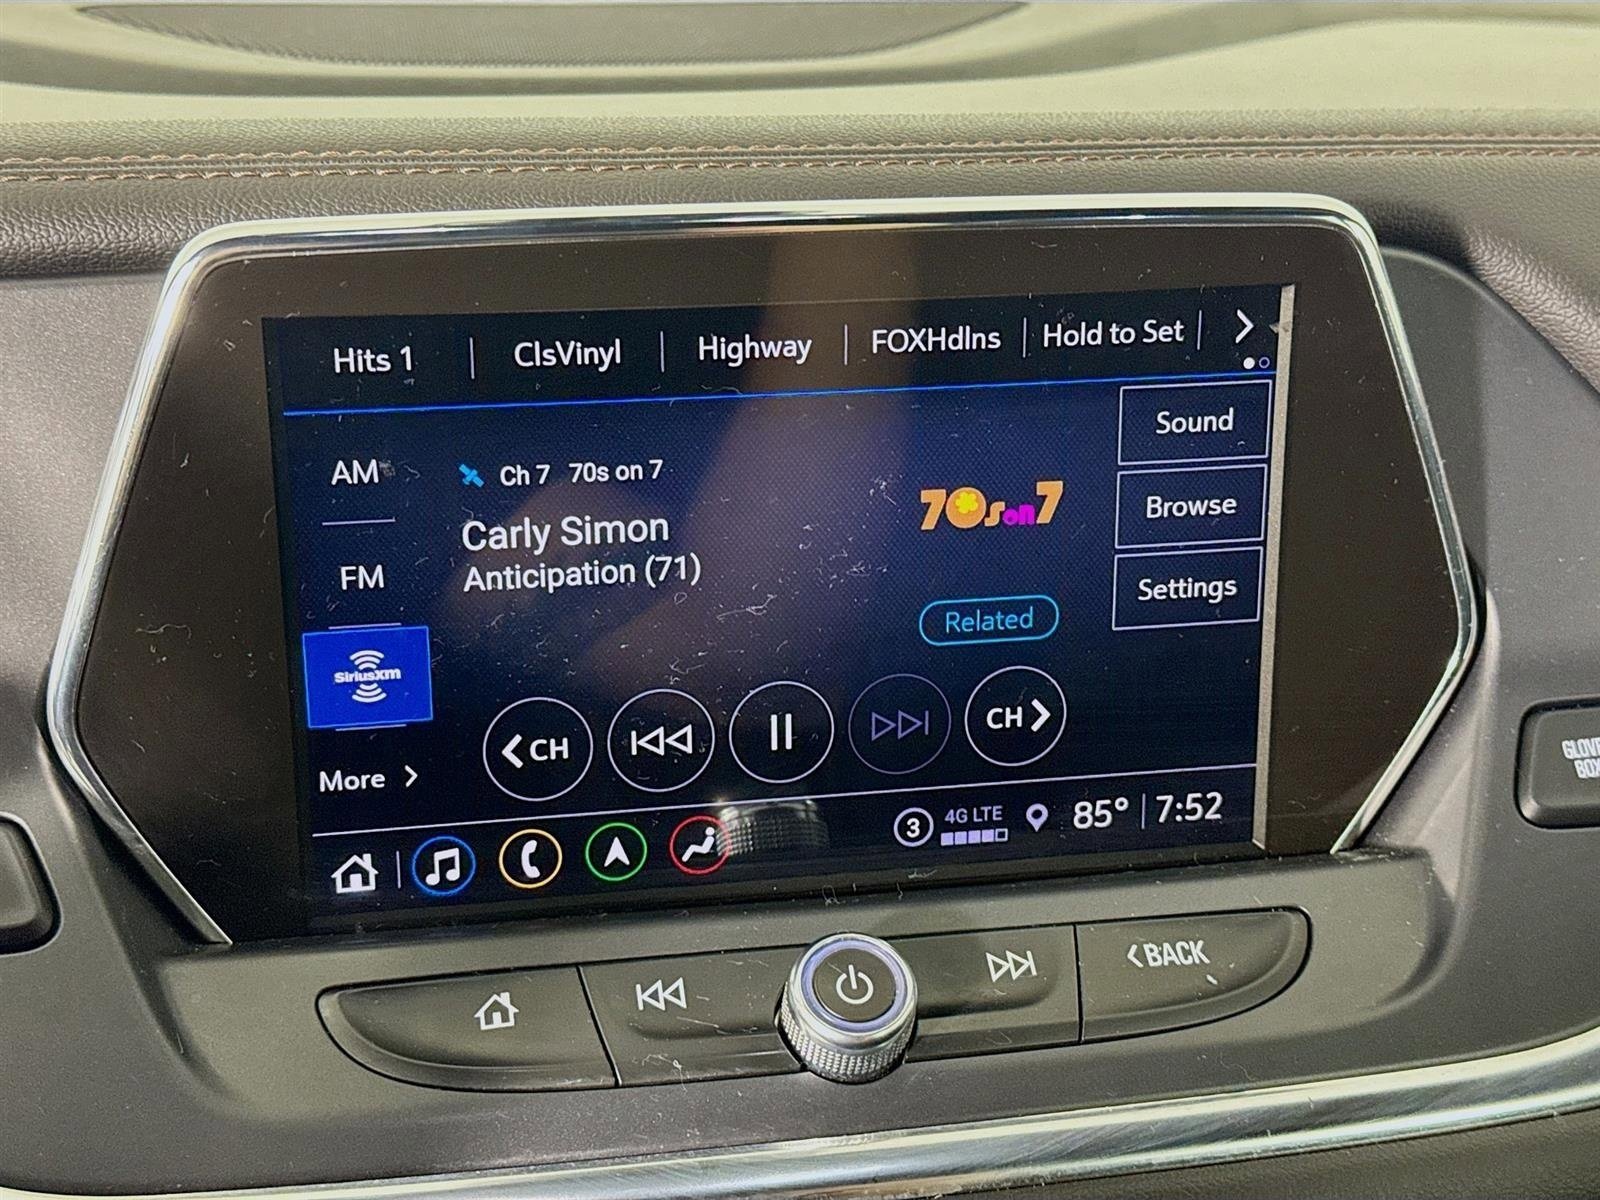 Hits 1 | ClsVinyl | Highway | FOXHdlns | Hold to Set
Sound
AM
Ch 7 70s on 7
70s on 7
Browse
Carly Simon
Anticipation (71)
FM
Settings
Related
SiriusXm
CH
CH
More
3 4G LTE 85° | 7:52
GLOVE
BOX
BACK